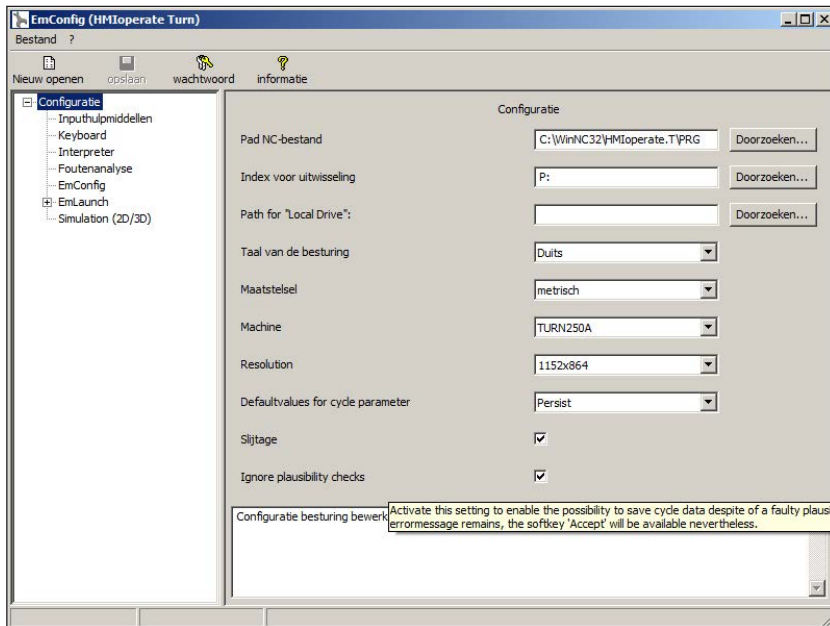 EmConfig (HMIoperate Turn)
Bestand ?
Nieuw openen opslaan wachtwoord informatie
Configuratie
Inputhulpmiddelen
Keyboard
Interpreter
Foutenanalyse
EmConfig
EmLaunch
Simulation (2D/3D)
Configuratie
Pad NC-bestand C:\WinNC32\HMIoperate.T\PRG Doorzoeken...
Index voor uitwisseling P: Doorzoeken...
Path for "Local Drive": Doorzoeken...
Taal van de besturing Duits
Maatstelsel metrisch
Machine TURN250A
Resolution 1152x864
Defaultvalues for cycle parameter Persist
Slijtage
Ignore plausibility checks
Configuratie besturing bewerk
Activate this setting to enable the possibility to save cycle data despite of a faulty plausi
errormessage remains, the softkey 'Accept' will be available nevertheless.